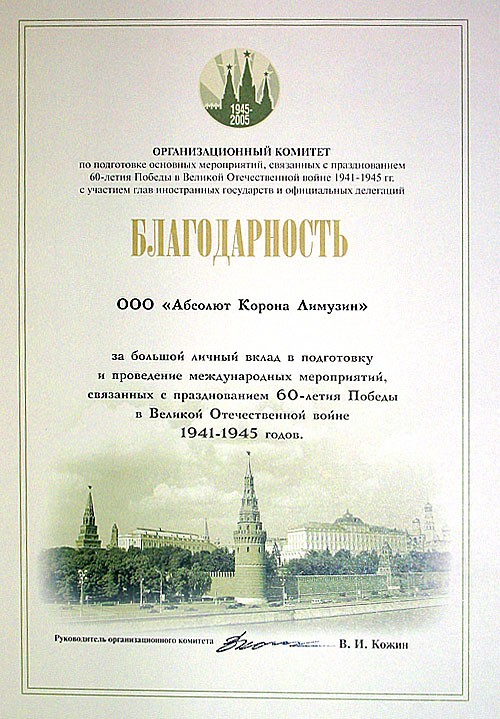 1945-
2005
ОРГАНИЗАЦИОННЫЙ КОМИТЕТ
по подготовке основных мероприятий, связанных с празднованием
60-летия Победы в Великой Отечественной войне 1941-1945 гг.
с участием глав иностранных государств и официальных делегаций
БЛАГОДАРНОСТЬ
ООО «Абсолют Корона Лимузин»
за большой личный вклад в подготовку
и проведение международных мероприятий,
связанных с празднованием 60-летия Победы
в Великой Отечественной войне
1941-1945 годов.
Руководитель организационного комитета В. И. Кожин